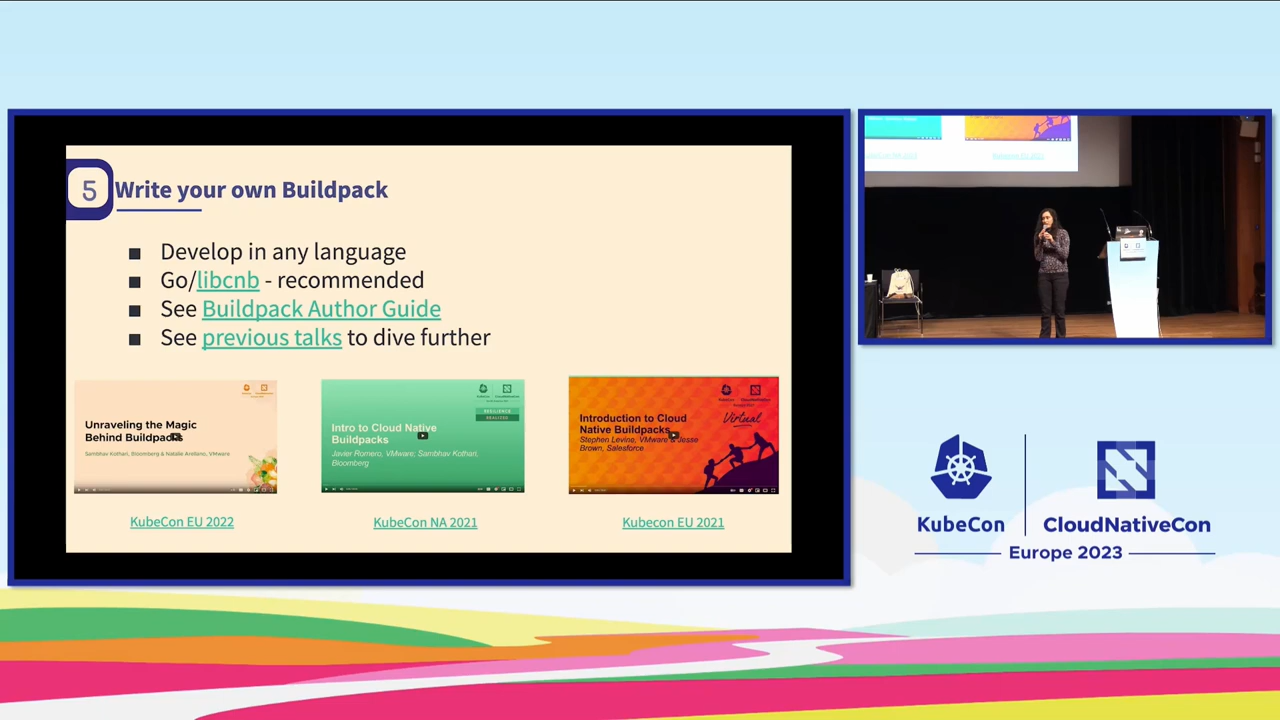 5
Write your own Buildpack
■ Develop in any language
■ Go/libcnb - recommended
■ See Buildpack Author Guide
■ See previous talks to dive further
Unraveling the Magic
Behind Buildpacks
Sambhav Kothari, Bloomberg & Natalie Arellano, VMware
Intro to Cloud Native
Buildpacks
Javier Romero, VMware; Sambhav Kothari,
Bloomberg
RESILIENCE
REALIZED
Introduction to Cloud
Native Buildpacks
Stephen Levine, VMware & Jesse
Brown, Salesforce
Virtual
KubeCon EU 2022
KubeCon NA 2021
Kubecon EU 2021
KubeCon
CloudNativeCon
Europe 2023